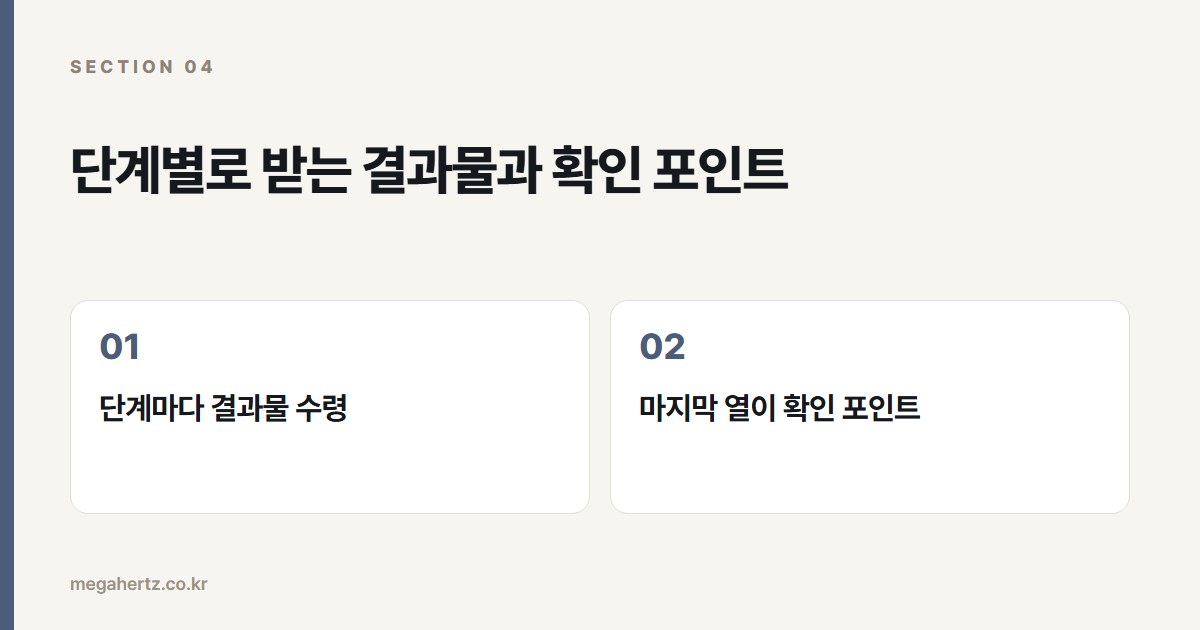 SECTION 04
단계별로 받는 결과물과 확인 포인트
01
단계마다 결과물 수령
02
마지막 열이 확인 포인트
megahertz.co.kr